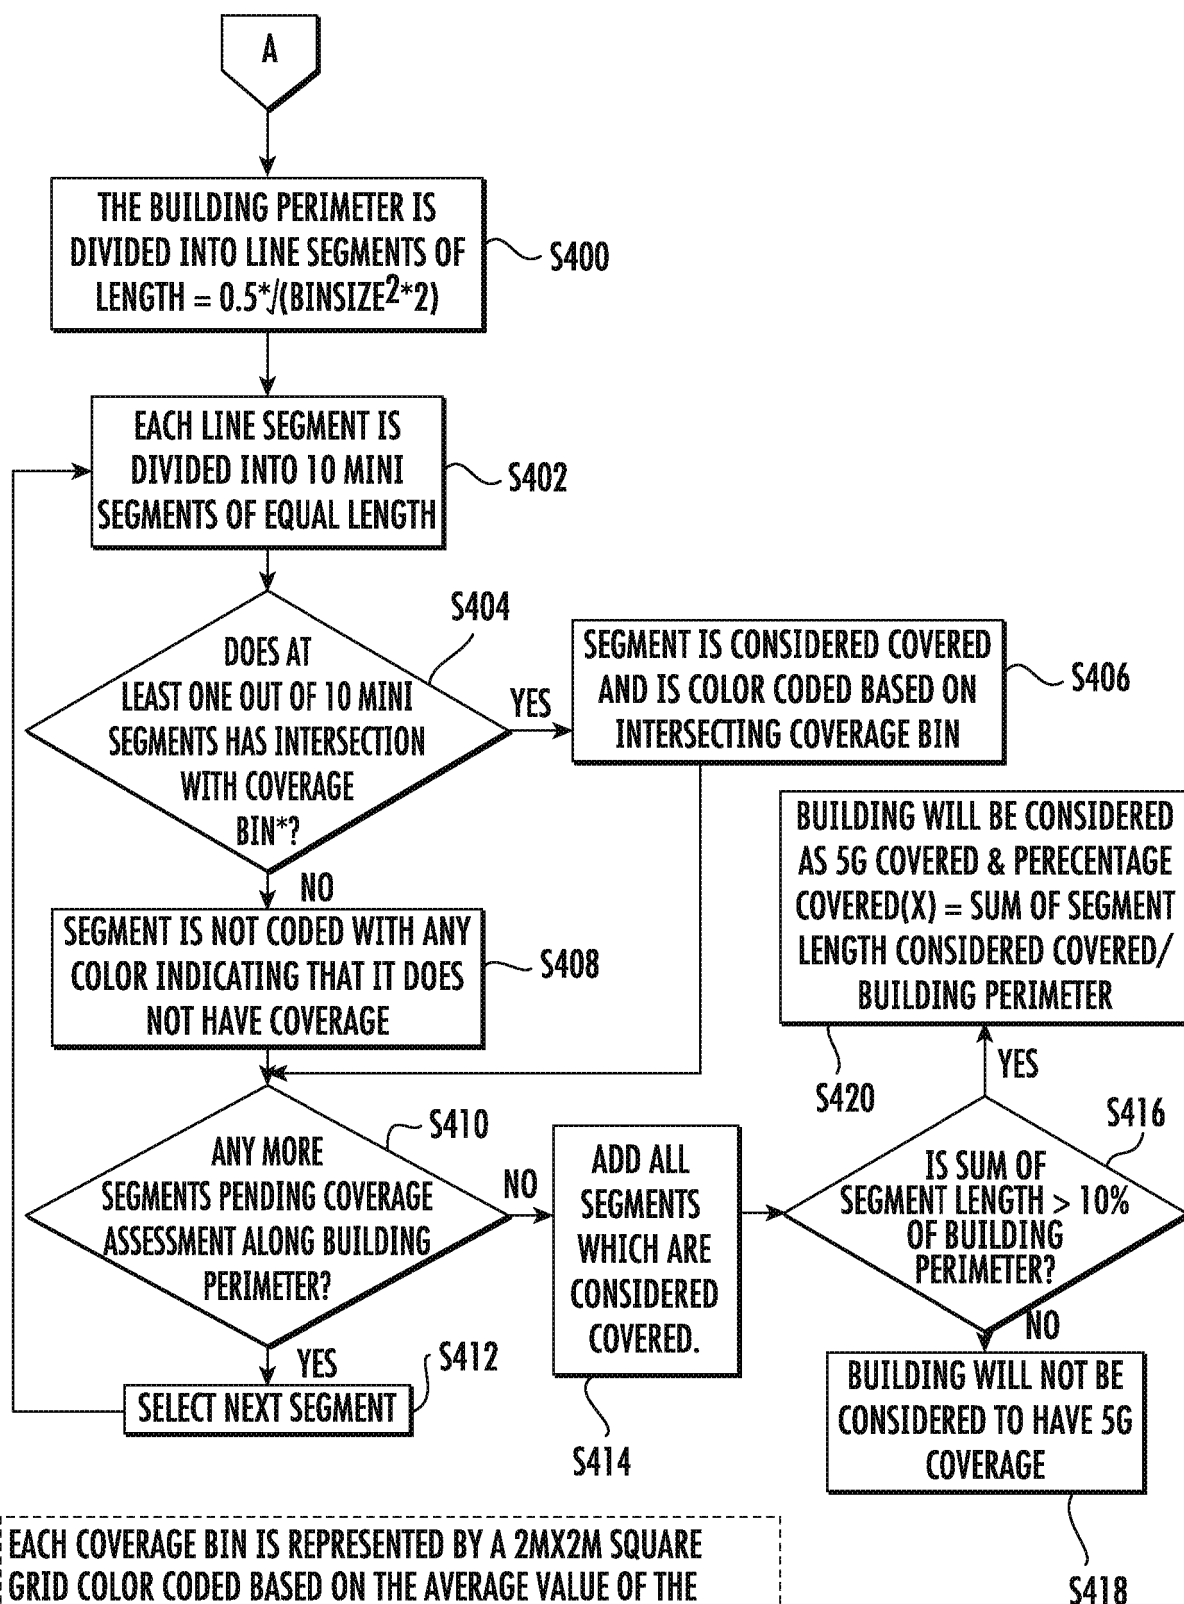 A
THE BUILDING PERIMETER IS
DIVIDED INTO LINE SEGMENTS OF
LENGTH = 0.5*√(BINSIZE²*2)
S400
EACH LINE SEGMENT IS
DIVIDED INTO 10 MINI
SEGMENTS OF EQUAL LENGTH
S402
S404
DOES AT
LEAST ONE OUT OF 10 MINI
SEGMENTS HAS INTERSECTION
WITH COVERAGE
BIN*?
YES
SEGMENT IS CONSIDERED COVERED
AND IS COLOR CODED BASED ON
INTERSECTING COVERAGE BIN
S406
NO
SEGMENT IS NOT CODED WITH ANY
COLOR INDICATING THAT IT DOES
NOT HAVE COVERAGE
S408
S410
ANY MORE
SEGMENTS PENDING COVERAGE
ASSESSMENT ALONG BUILDING
PERIMETER?
YES
SELECT NEXT SEGMENT
S412
NO
ADD ALL
SEGMENTS
WHICH ARE
CONSIDERED
COVERED.
S414
S416
IS SUM OF
SEGMENT LENGTH > 10%
OF BUILDING
PERIMETER?
YES
BUILDING WILL BE CONSIDERED
AS 5G COVERED & PERECENTAGE
COVERED(X) = SUM OF SEGMENT
LENGTH CONSIDERED COVERED/
BUILDING PERIMETER
S420
NO
BUILDING WILL NOT BE
CONSIDERED TO HAVE 5G
COVERAGE
S418
EACH COVERAGE BIN IS REPRESENTED BY A 2MX2M SQUARE
GRID COLOR CODED BASED ON THE AVERAGE VALUE OF THE